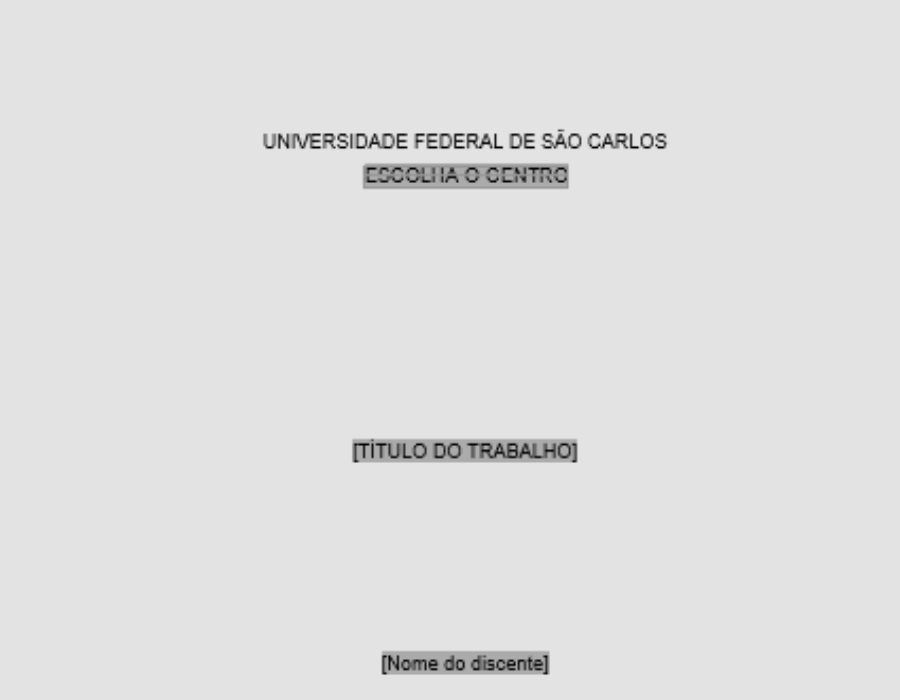 UNIVERSIDADE FEDERAL DE SÃO CARLOS
ESCOLHA O CENTRO
[TÍTULO DO TRABALHO]
[Nome do discente]